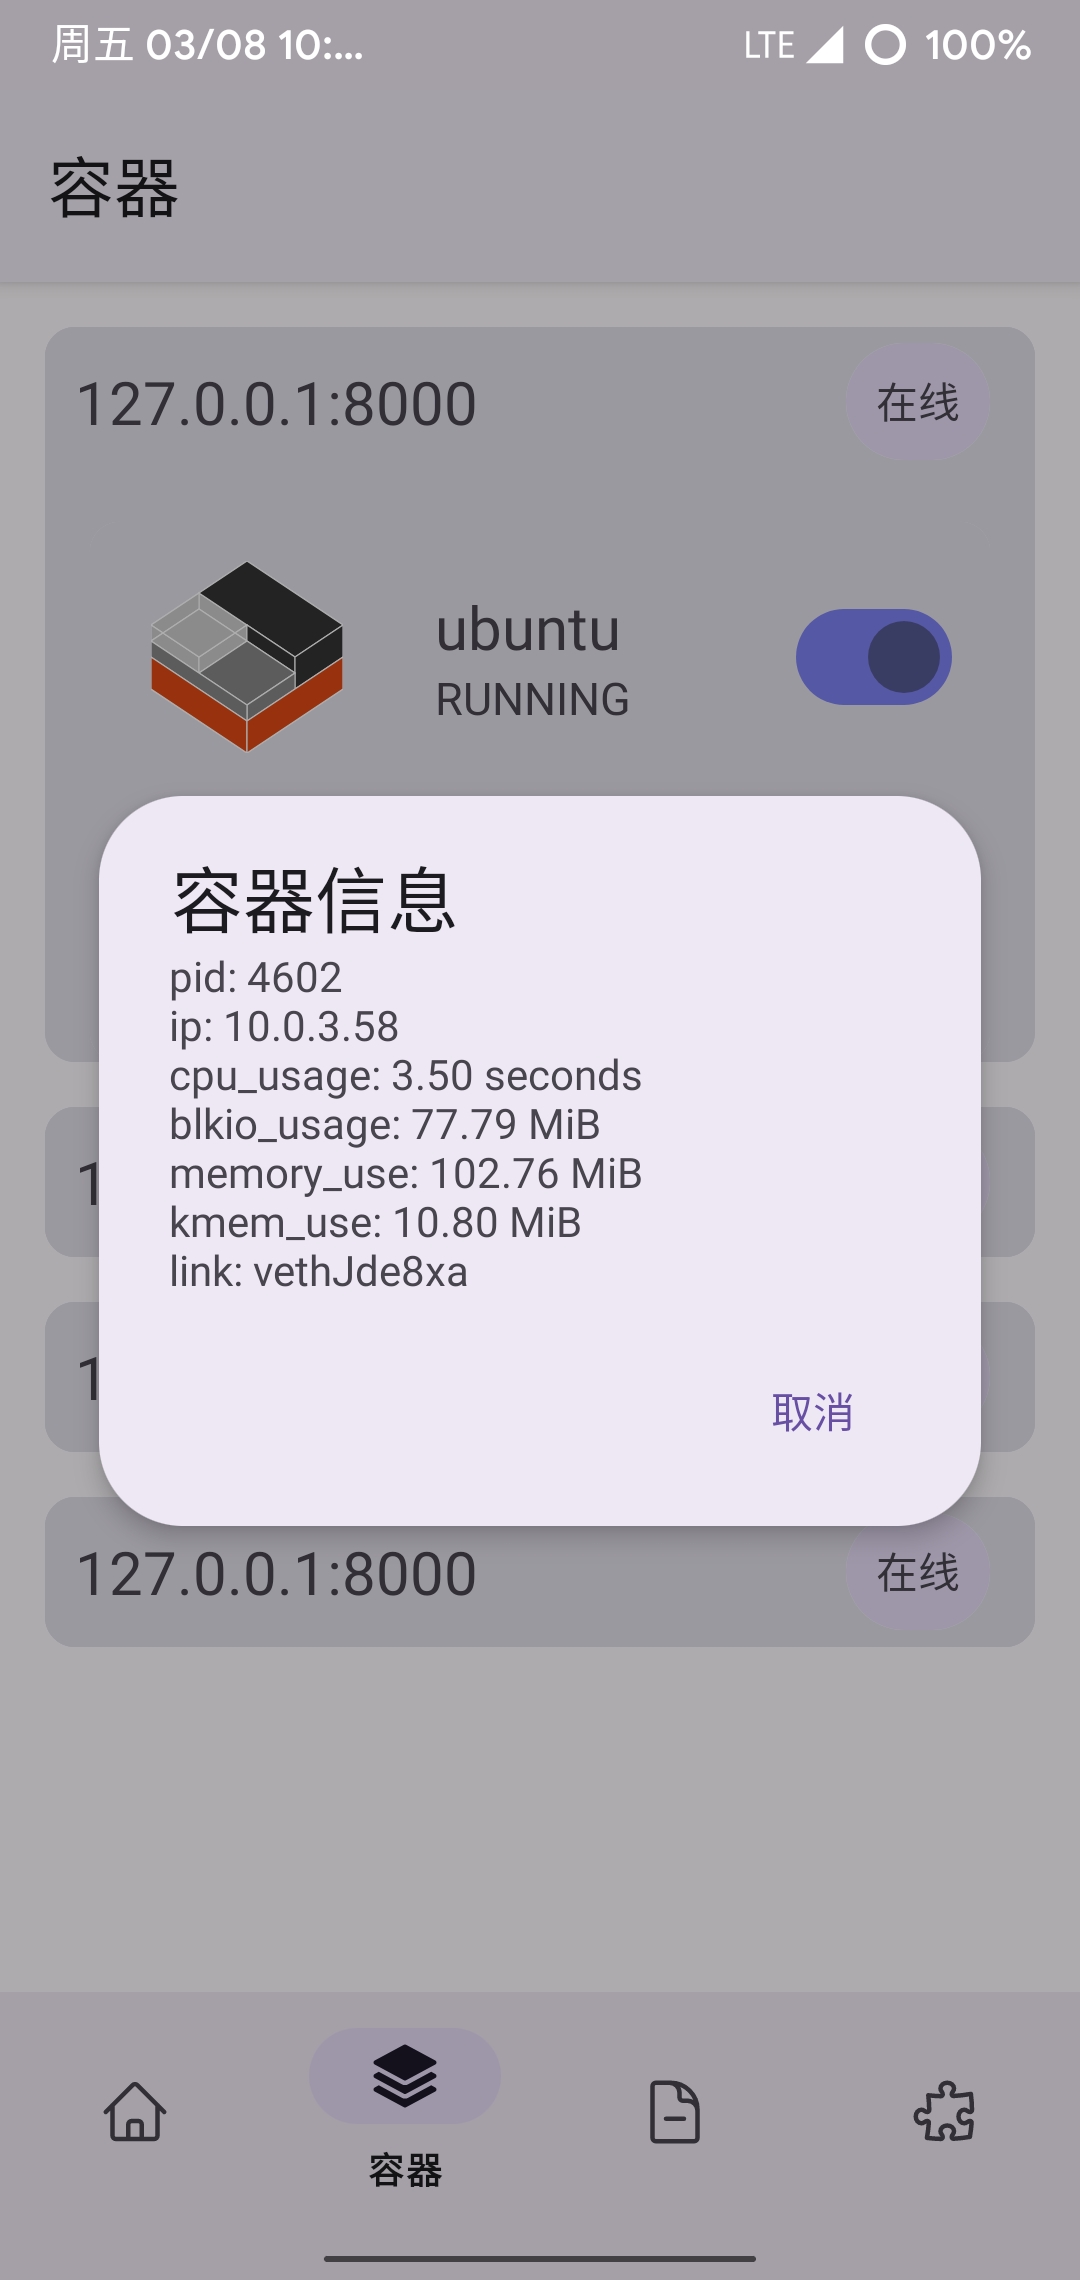 周五 03/08 10:...
LTE 100%
容器
127.0.0.1:8000
在线
ubuntu
RUNNING
容器信息
pid: 4602
ip: 10.0.3.58
cpu_usage: 3.50 seconds
blkio_usage: 77.79 MiB
memory_use: 102.76 MiB
kmem_use: 10.80 MiB
link: vethJde8xa
取消
127.0.0.1:8000
在线
容器